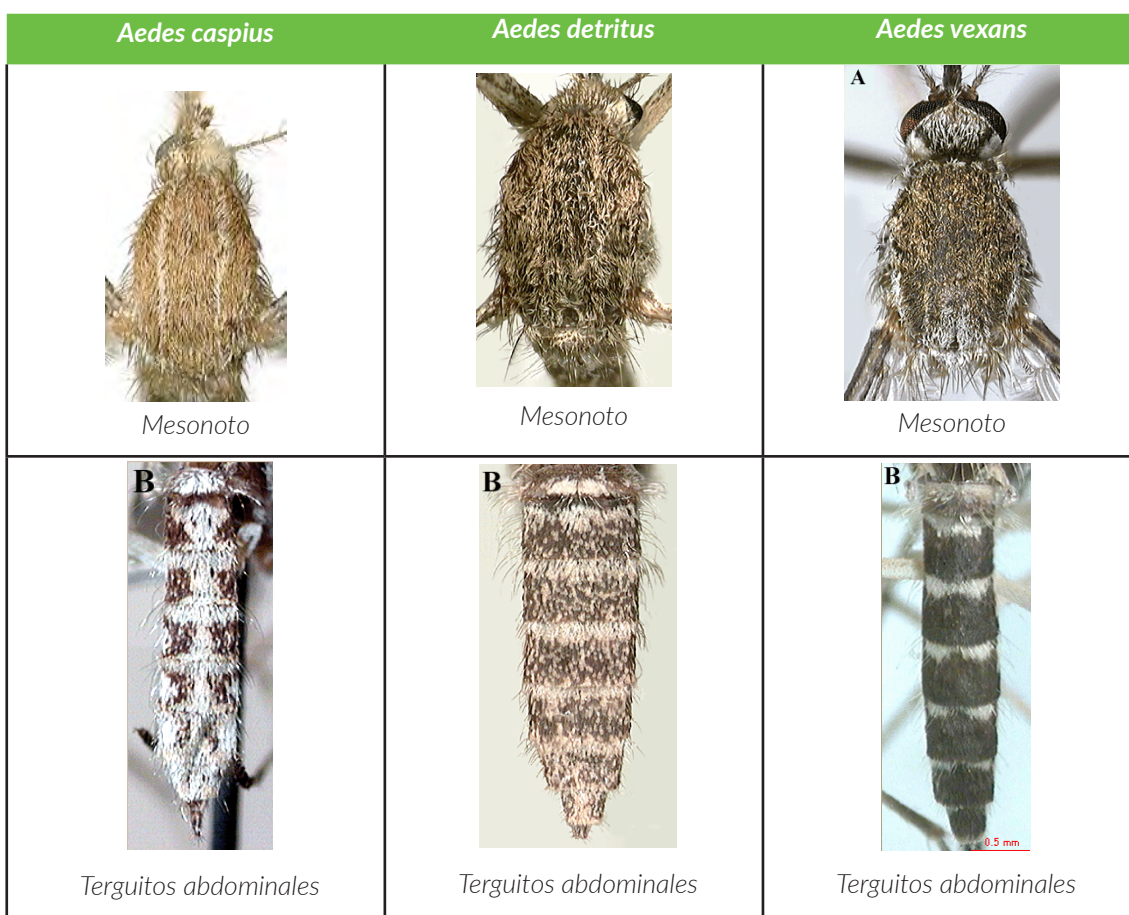 Aedes caspius
Aedes detritus
Aedes vexans
A
Mesonoto
Mesonoto
Mesonoto
B
B
B
0.5 mm
Terguitos abdominales
Terguitos abdominales
Terguitos abdominales